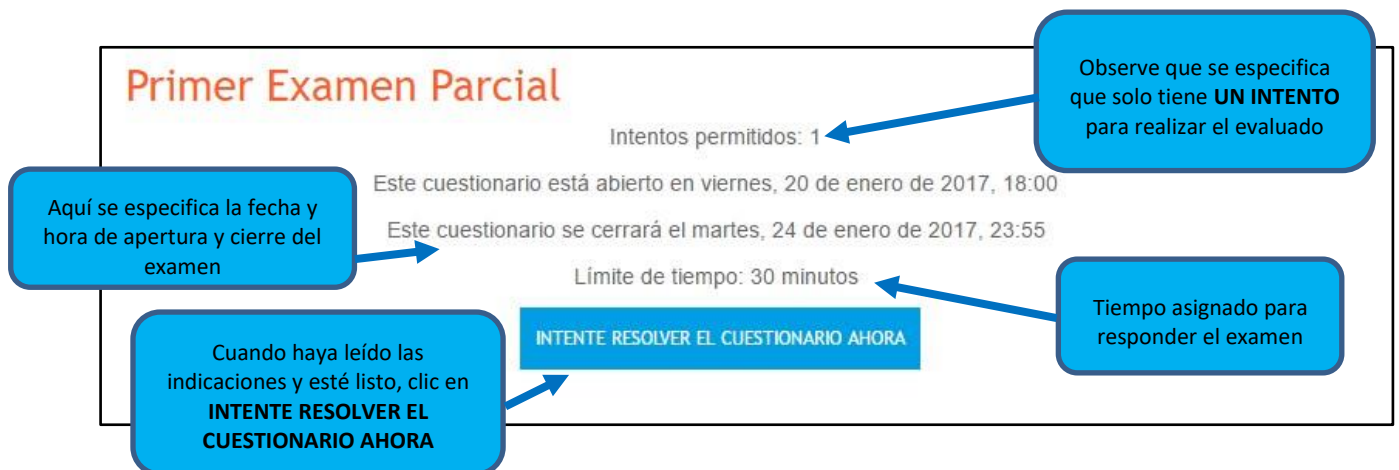 Primer Examen Parcial
Observe que se especifica
que solo tiene UN INTENTO
para realizar el evaluado
Intentos permitidos: 1
Este cuestionario está abierto en viernes, 20 de enero de 2017, 18:00
Aquí se especifica la fecha y
hora de apertura y cierre del
examen
Este cuestionario se cerrará el martes, 24 de enero de 2017, 23:55
Límite de tiempo: 30 minutos
Tiempo asignado para
responder el examen
INTENTE RESOLVER EL CUESTIONARIO AHORA
Cuando haya leído las
indicaciones y esté listo, clic en
INTENTE RESOLVER EL
CUESTIONARIO AHORA